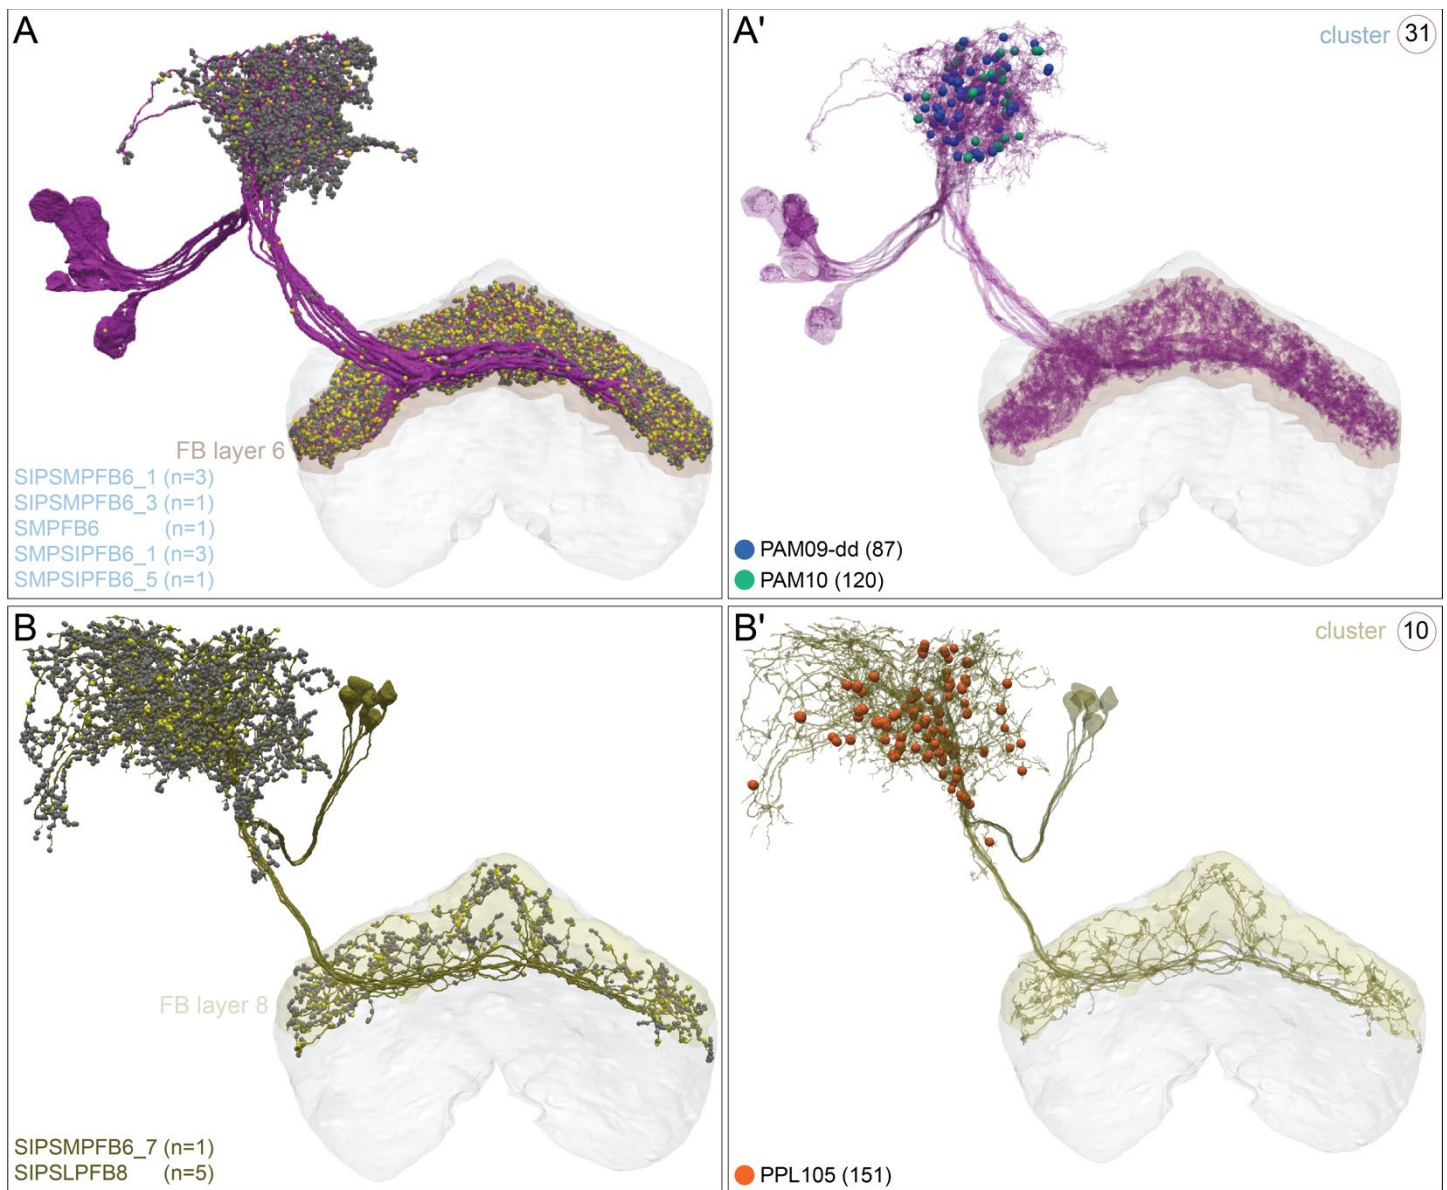 A
FB layer 6
SIPSMPFB6_1 (n=3)
SIPSMPFB6_3 (n=1)
SMPFB6 (n=1)
SMPSIPFB6_1 (n=3)
SMPSIPFB6_5 (n=1)
A'
cluster 31
PAM09-dd (87)
PAM10 (120)
B
FB layer 8
SIPSMPFB6_7 (n=1)
SIPSLPFB8 (n=5)
B'
cluster 10
PPL105 (151)